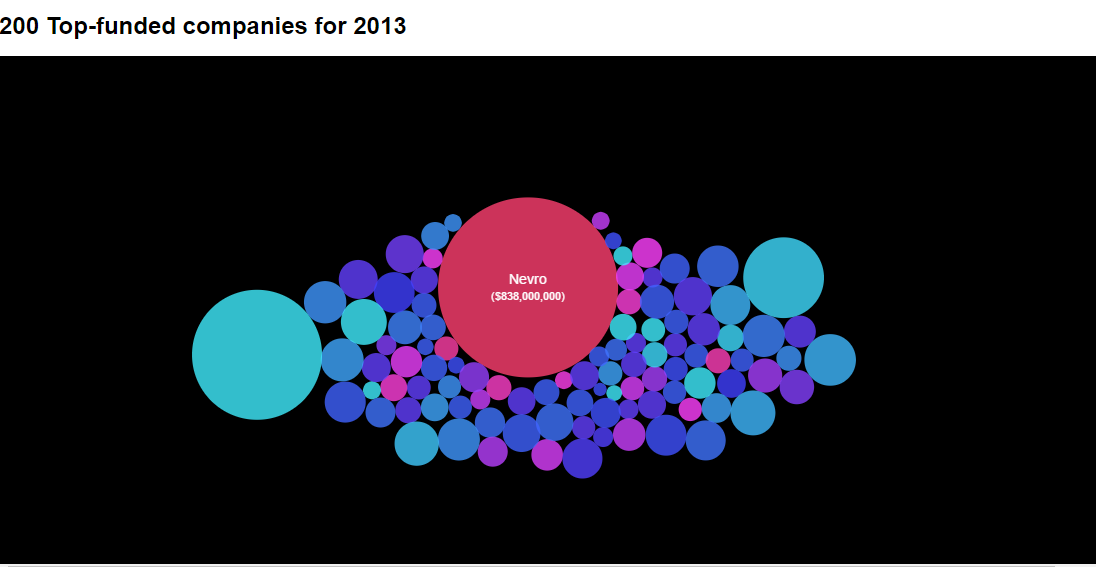 200 Top-funded companies for 2013
Nevro
($838,000,000)